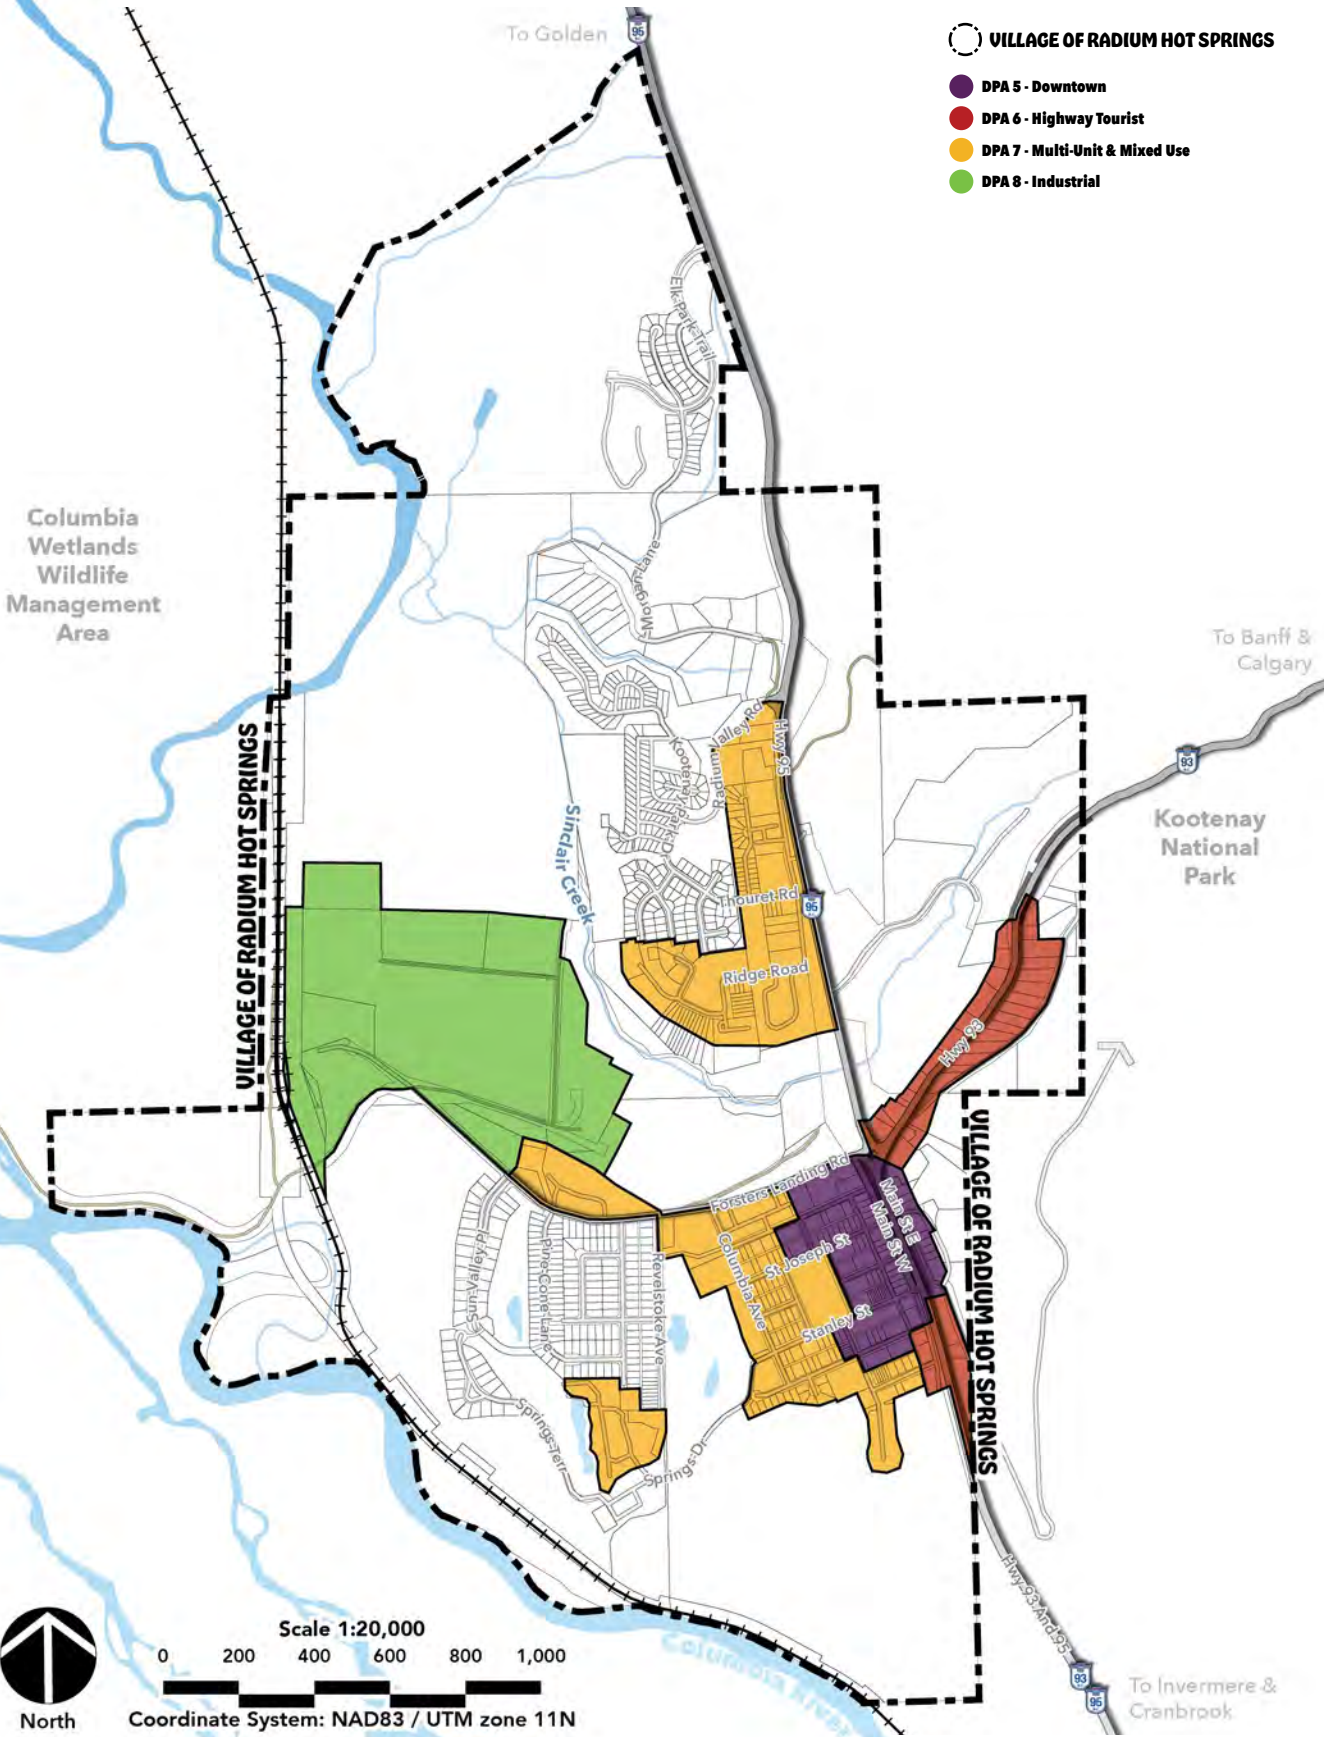 To Golden
95
VILLAGE OF RADIUM HOT SPRINGS
DPA 5 - Downtown
DPA 6 - Highway Tourist
DPA 7 - Multi-Unit & Mixed Use
DPA 8 - Industrial
Elk Park Trail
Columbia
Wetlands
Wildlife
Management
Area
Morgan Lane
To Banff &
Calgary
93
Kootenay
National
Park
VILLAGE OF RADIUM HOT SPRINGS
Radium Valley Rd
Juniper
Hwy 95
Kootenay Park Dr
Sinclair Creek
Thouret Rd
95
Ridge Road
Hwy 93
VILLAGE OF RADIUM HOT SPRINGS
Forsters Landing Rd
Main St E
Main St W
St Joseph St
Columbia Ave
Stanley St
Sun Valley Pl
Pine Cone Lane
Revelstoke Ave
Springs Terr
Springs Dr
Hwy 93 And 95
93
95
To Invermere &
Cranbrook
Columbia River
North
Scale 1:20,000
0 200 400 600 800 1,000
Coordinate System: NAD83 / UTM zone 11N